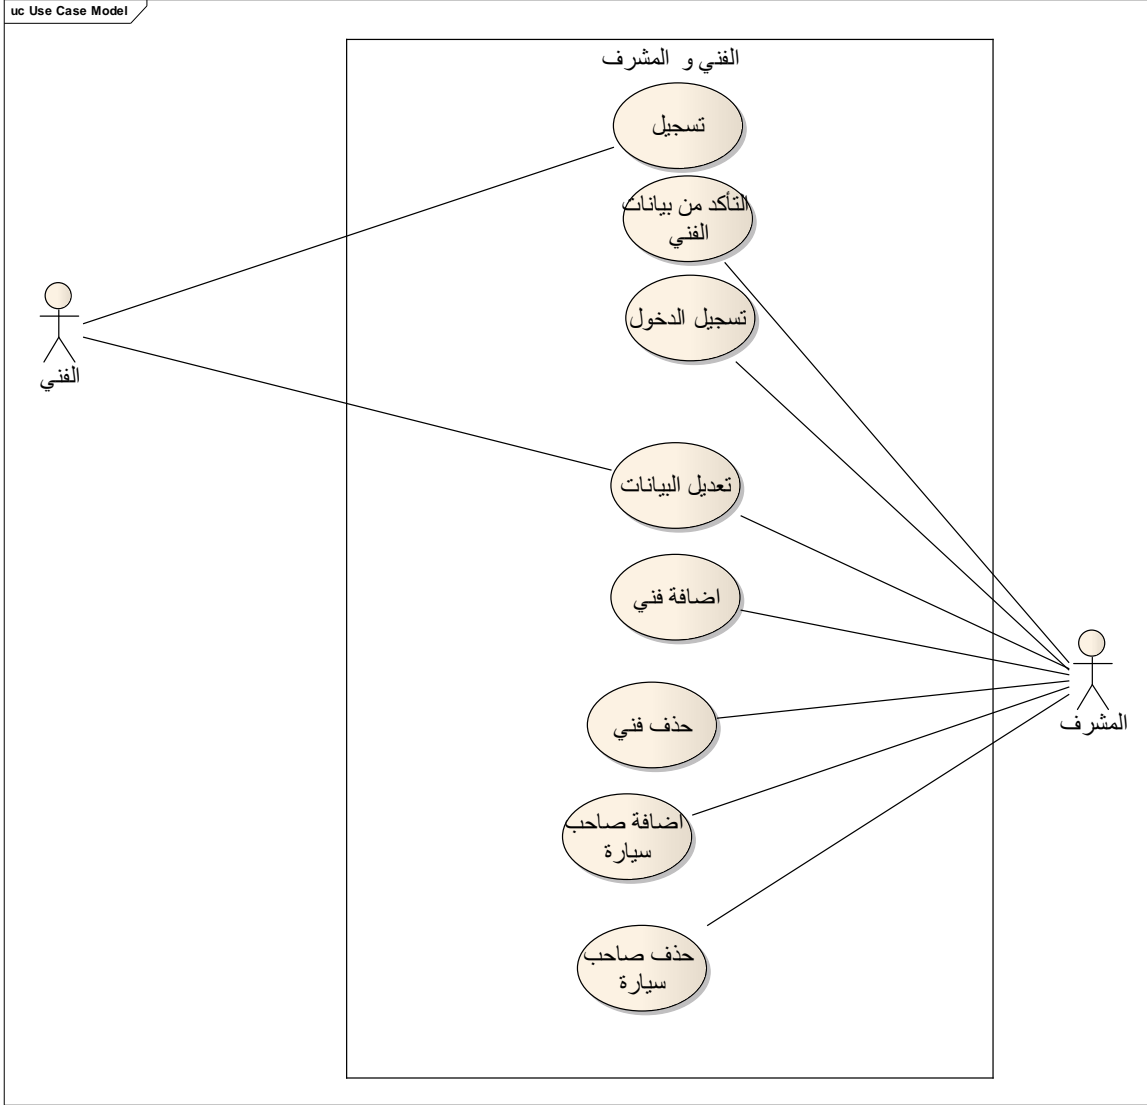 uc Use Case Model
الفني و المشرف
تسجيل
التأكد من بيانات
الفني
تسجيل الدخول
الفني
تعديل البيانات
اضافة فني
حذف فني
المشرف
اضافة صاحب
سيارة
حذف صاحب
سيارة